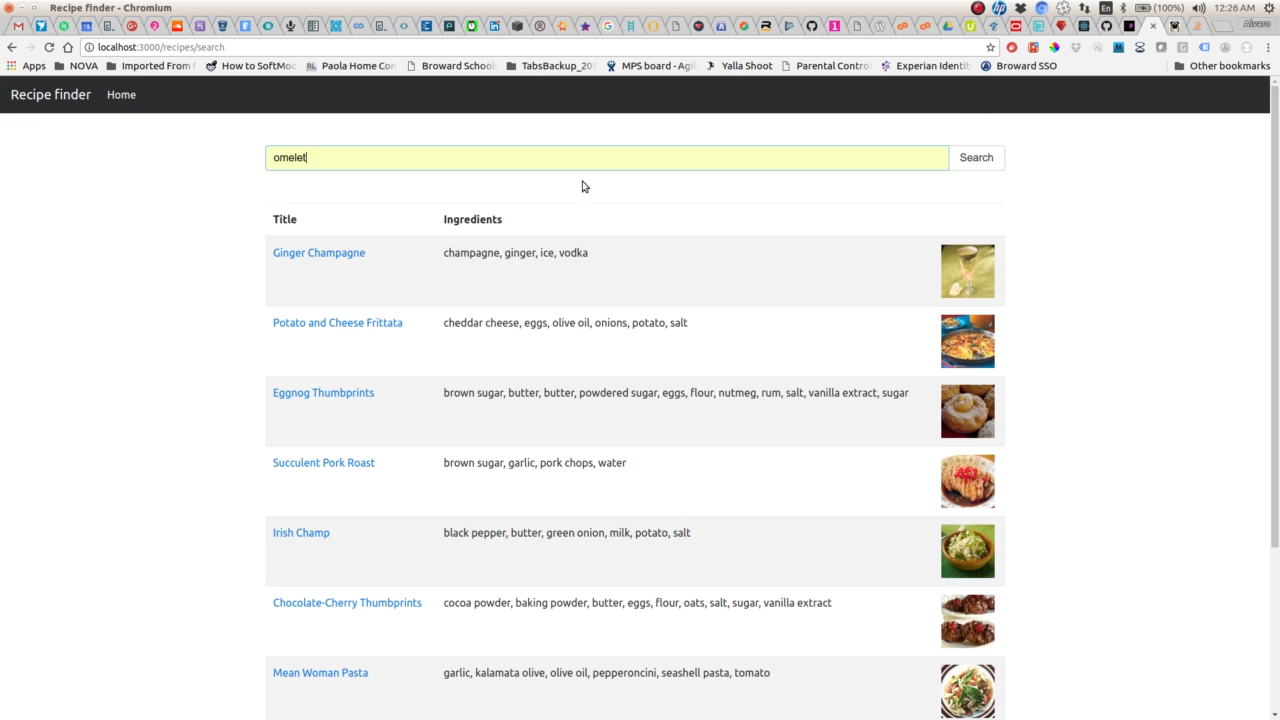 Recipe finder - Chromium
En (100%) 12:26 AM
Alvaro
localhost:3000/recipes/search
Apps NOVA Imported From How to SoftMod Paola Home Con Broward Schools TabsBackup_201 MPS board - Agil Yalla Shoot Parental Control Experian Identit Broward SSO Other bookmarks
Recipe finder Home
omelet Search
Title Ingredients
Ginger Champagne champagne, ginger, ice, vodka
Potato and Cheese Frittata cheddar cheese, eggs, olive oil, onions, potato, salt
Eggnog Thumbprints brown sugar, butter, butter, powdered sugar, eggs, flour, nutmeg, rum, salt, vanilla extract, sugar
Succulent Pork Roast brown sugar, garlic, pork chops, water
Irish Champ black pepper, butter, green onion, milk, potato, salt
Chocolate-Cherry Thumbprints cocoa powder, baking powder, butter, eggs, flour, oats, salt, sugar, vanilla extract
Mean Woman Pasta garlic, kalamata olive, olive oil, pepperoncini, seashell pasta, tomato